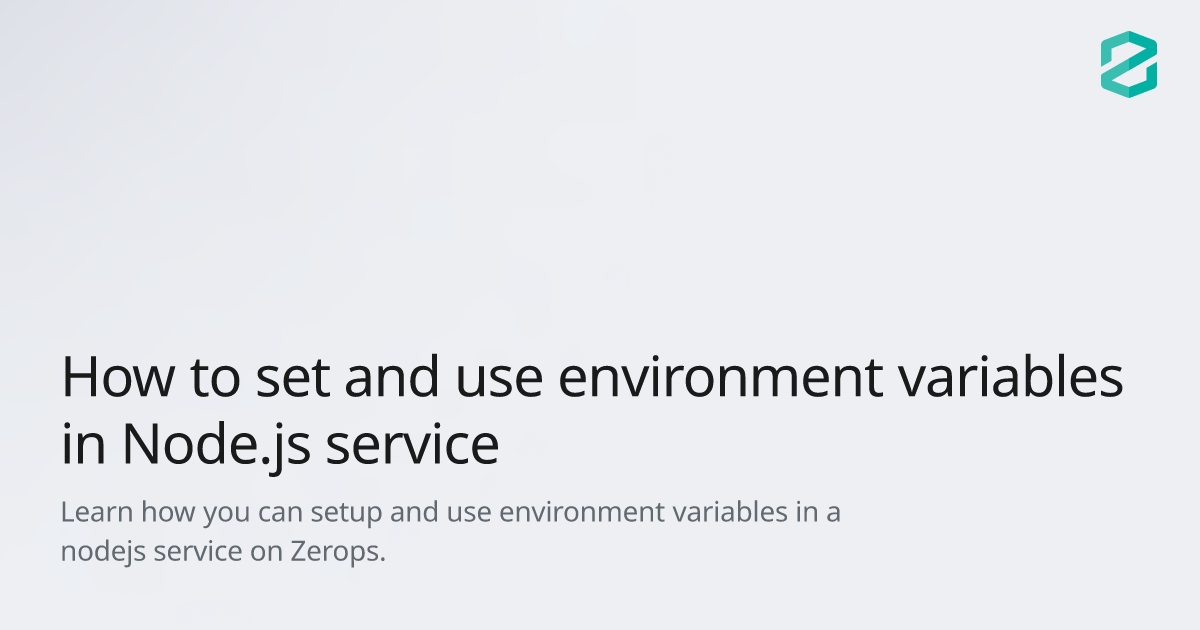 How to set and use environment variables
in Node.js service
Learn how you can setup and use environment variables in a
nodejs service on Zerops.